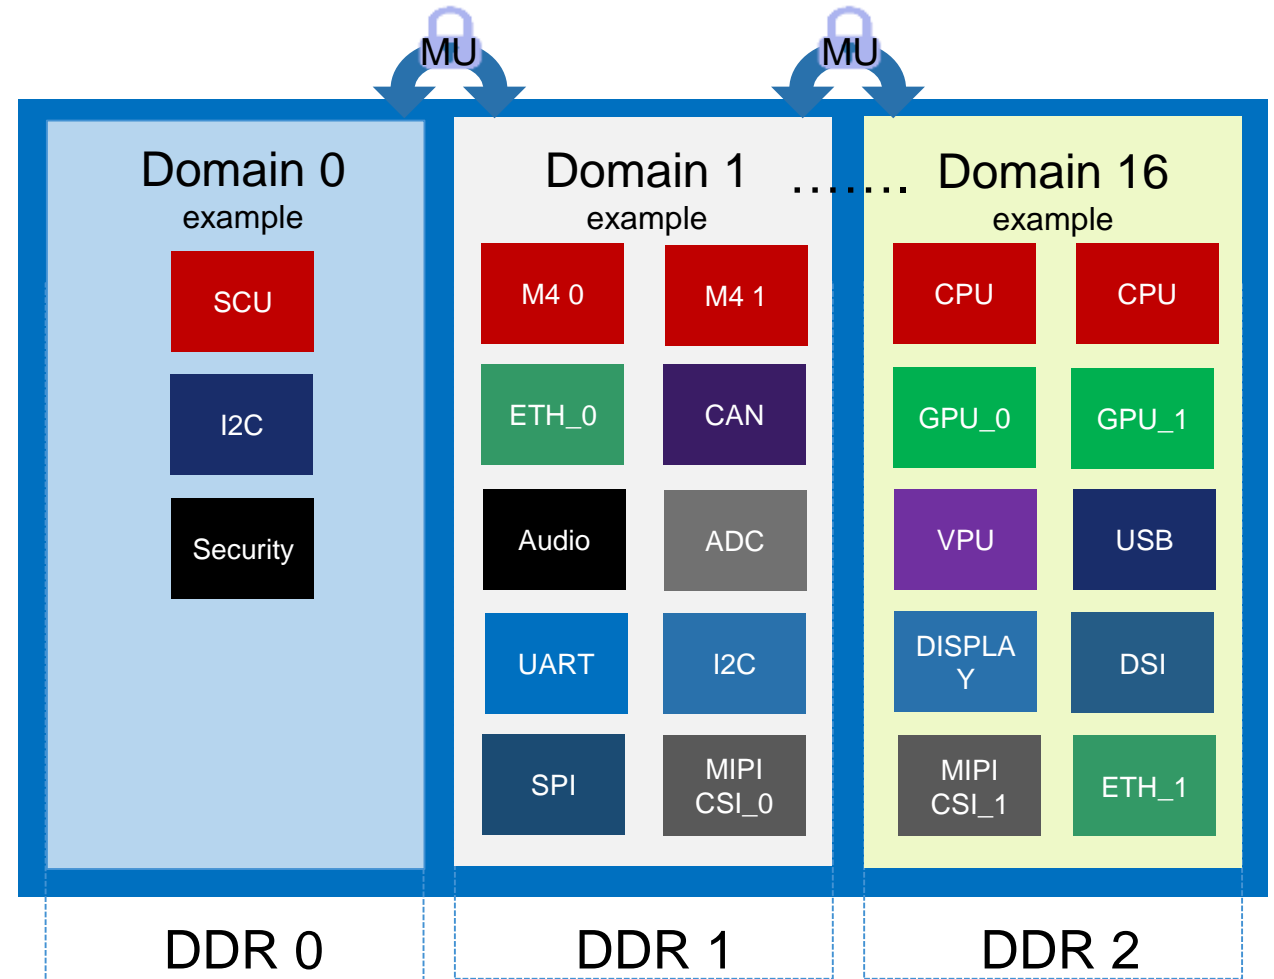 MU
MU
Domain 0
example
SCU
I2C
Security
Domain 1
example
M4 0
M4 1
ETH_0
CAN
Audio
ADC
UART
I2C
SPI
MIPI
CSI_0
.......
Domain 16
example
CPU
CPU
GPU_0
GPU_1
VPU
USB
DISPLA
Y
DSI
MIPI
CSI_1
ETH_1
DDR 0
DDR 1
DDR 2